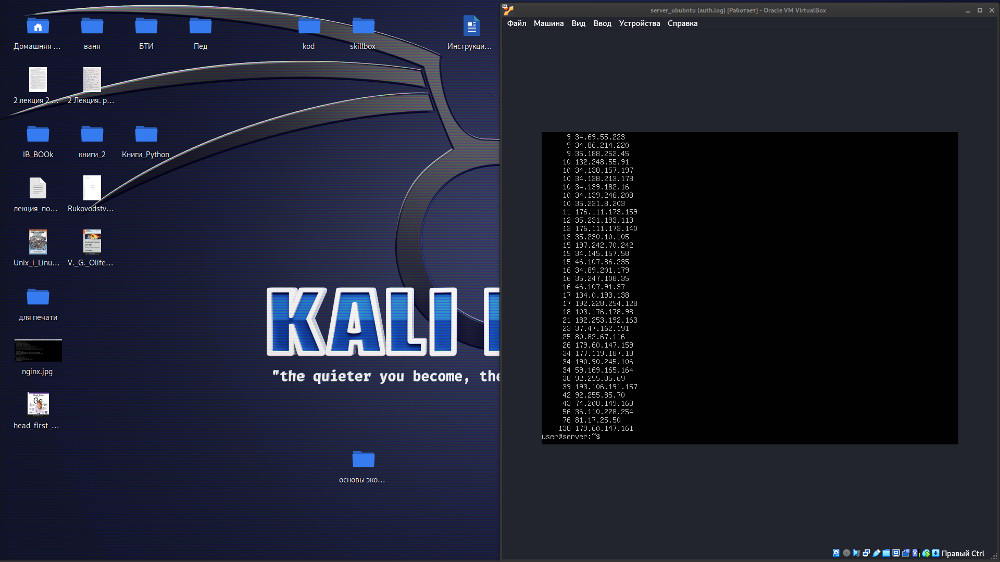 Домашняя ...
ваня
БТИ
Пед
kod
skillbox
Инструкци...
2 лекция 2 ...
2 Лекция. р...
IB_BOOk
книги_2
Книги_Python
лекция_по...
Rukovodstv...
Unix_i_Linu...
V._G._Olife...
для печати
nginx.jpg
head_first_...
основы эко...
KALI
"the quieter you become, the
server_ububntu (auth.log) [Работает] - Oracle VM VirtualBox
Файл Машина Вид Ввод Устройства Справка
9 34.69.55.223
9 34.86.214.220
9 35.188.252.45
10 132.248.55.91
10 34.138.157.197
10 34.138.213.178
10 34.139.182.16
10 34.139.246.208
10 35.231.8.203
11 176.111.173.159
12 35.231.193.113
13 176.111.173.140
13 35.230.10.105
15 197.242.70.242
15 34.145.157.58
15 46.107.86.235
16 34.89.201.179
16 35.247.108.35
16 46.107.91.37
17 134.0.193.138
17 192.228.254.128
18 103.176.178.98
21 182.253.192.163
23 37.47.162.191
25 80.82.67.116
26 179.60.147.159
34 177.119.187.18
34 190.90.245.106
34 59.169.165.164
38 92.255.85.69
39 193.106.191.157
42 92.255.85.70
43 74.208.149.168
56 36.110.228.254
76 81.17.25.50
138 179.60.147.161
user@server:~$
Правый Ctrl